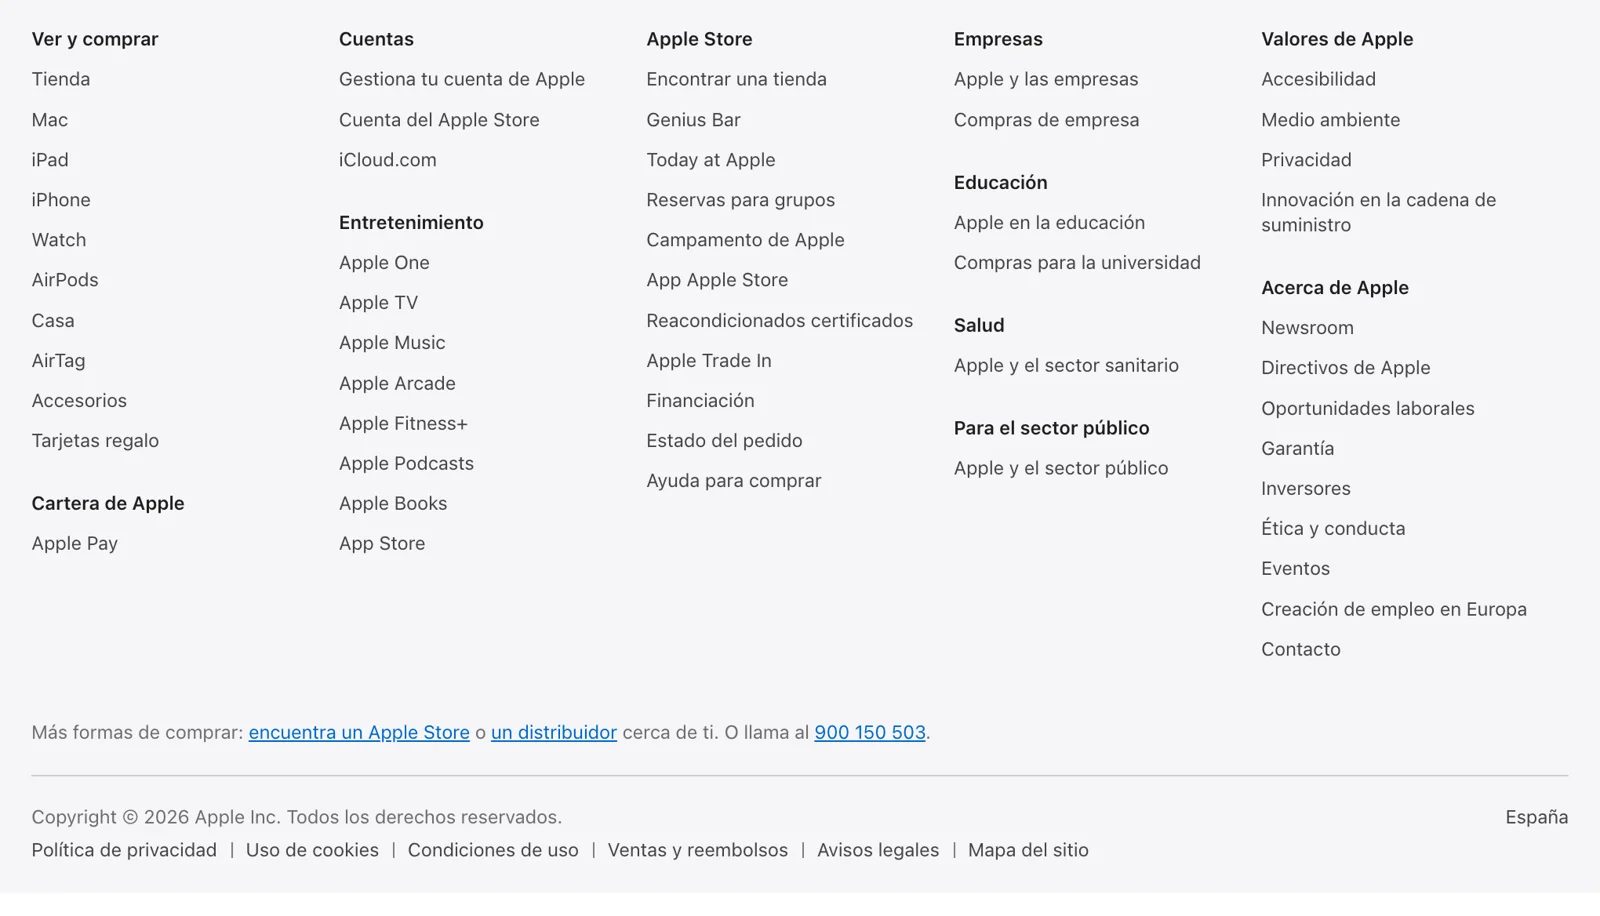 Ver y comprar
Tienda
Mac
iPad
iPhone
Watch
AirPods
Casa
AirTag
Accesorios
Tarjetas regalo
Cartera de Apple
Apple Pay
Cuentas
Gestiona tu cuenta de Apple
Cuenta del Apple Store
iCloud.com
Entretenimiento
Apple One
Apple TV
Apple Music
Apple Arcade
Apple Fitness+
Apple Podcasts
Apple Books
App Store
Apple Store
Encontrar una tienda
Genius Bar
Today at Apple
Reservas para grupos
Campamento de Apple
App Apple Store
Reacondicionados certificados
Apple Trade In
Financiación
Estado del pedido
Ayuda para comprar
Empresas
Apple y las empresas
Compras de empresa
Educación
Apple en la educación
Compras para la universidad
Salud
Apple y el sector sanitario
Para el sector público
Apple y el sector público
Valores de Apple
Accesibilidad
Medio ambiente
Privacidad
Innovación en la cadena de
suministro
Acerca de Apple
Newsroom
Directivos de Apple
Oportunidades laborales
Garantía
Inversores
Ética y conducta
Eventos
Creación de empleo en Europa
Contacto
Más formas de comprar: encuentra un Apple Store o un distribuidor cerca de ti. O llama al 900 150 503.
Copyright © 2026 Apple Inc. Todos los derechos reservados.
España
Política de privacidad | Uso de cookies | Condiciones de uso | Ventas y reembolsos | Avisos legales | Mapa del sitio